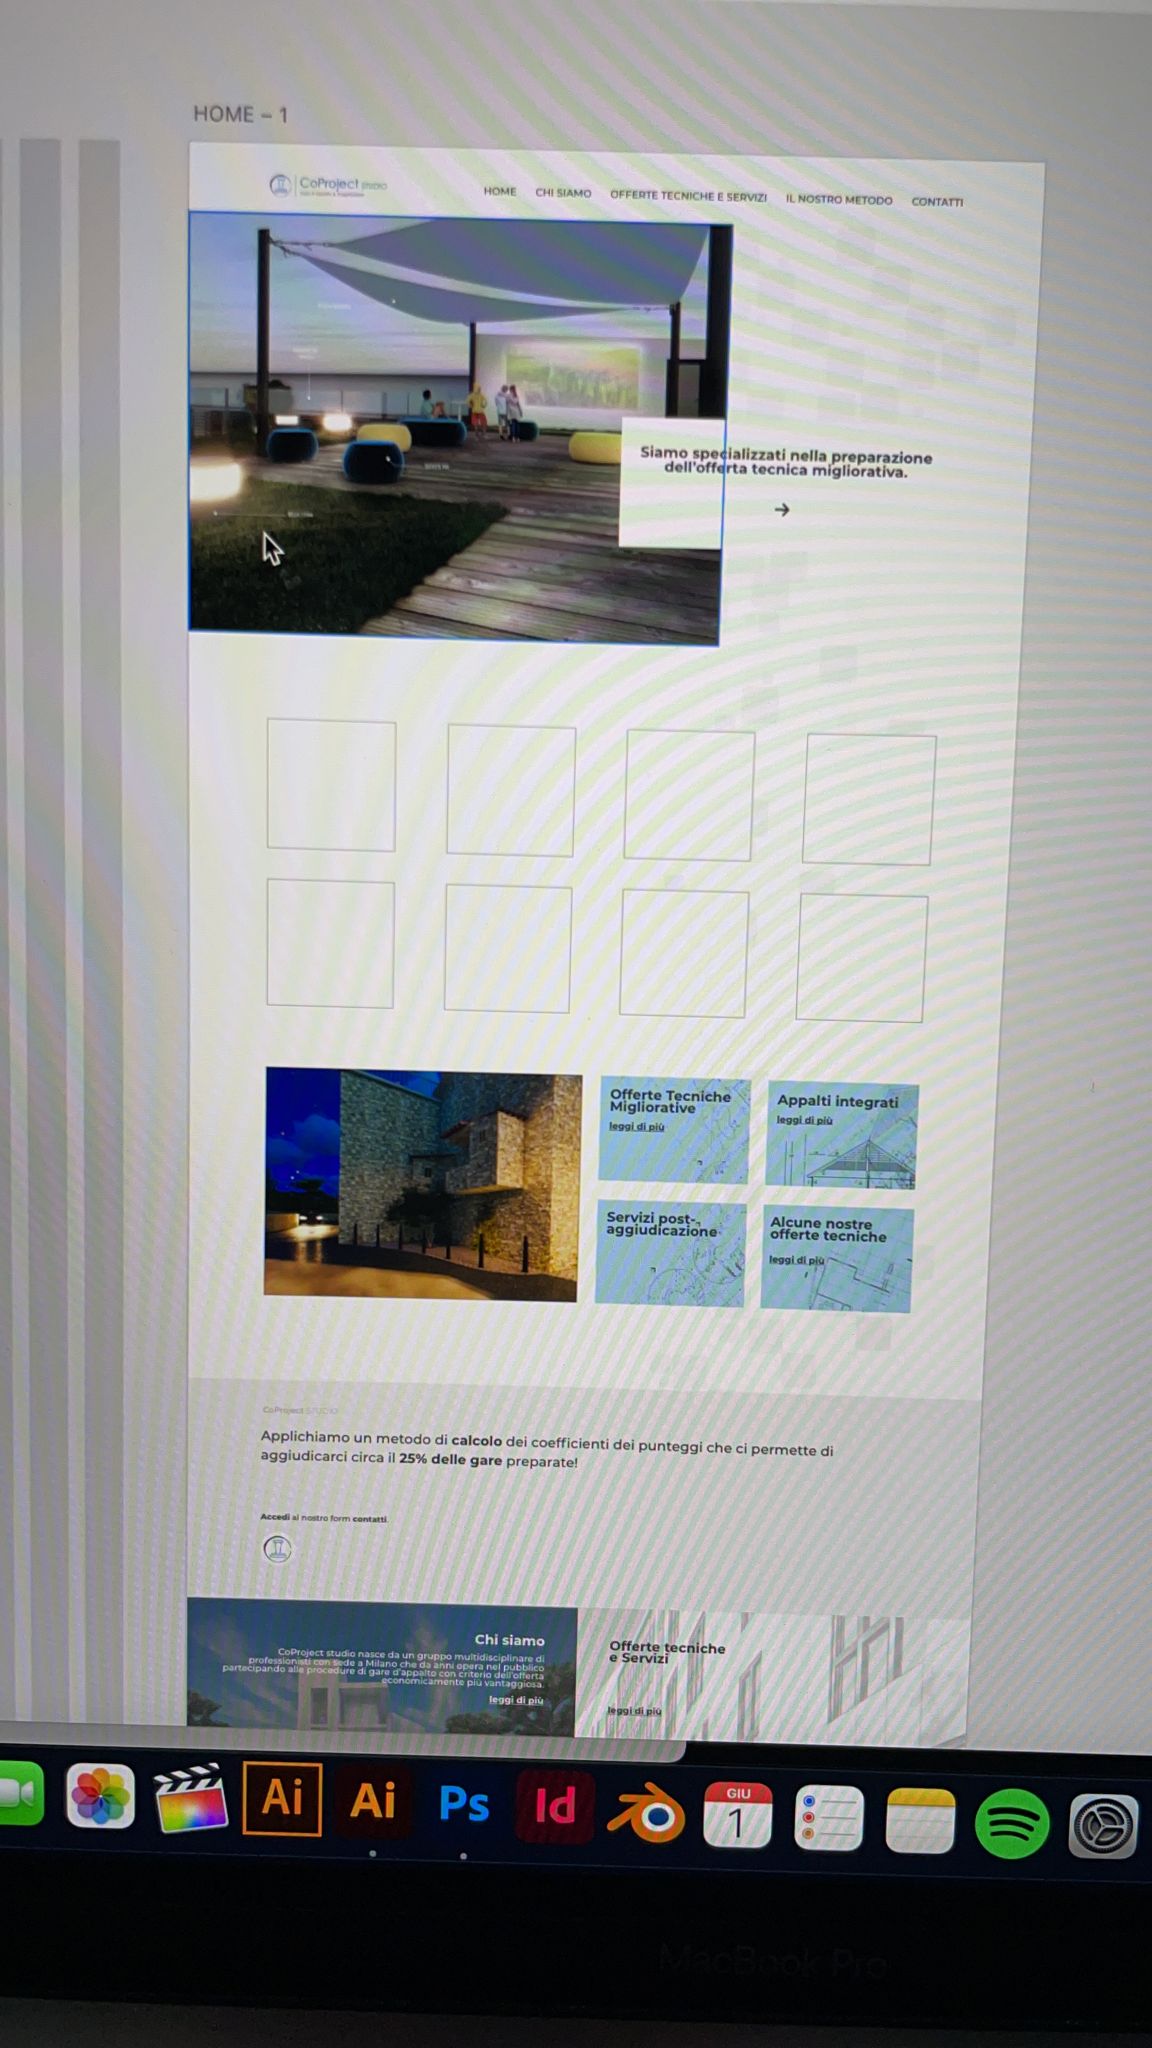 HOME – 1
CoProject STUDIO
HOME CHI SIAMO OFFERTE TECNICHE E SERVIZI IL NOSTRO METODO CONTATTI
Siamo specializzati nella preparazione
dell'offerta tecnica migliorativa.
Offerte Tecniche
Migliorative
leggi di più
Appalti integrati
leggi di più
Servizi post-
aggiudicazione
Alcune nostre
offerte tecniche
leggi di più
CoProject STUDIO
Applichiamo un metodo di calcolo dei coefficienti dei punteggi che ci permette di
aggiudicarci circa il 25% delle gare preparate!
Accedi al nostro form contatti.
Chi siamo
CoProject studio nasce da un gruppo multidisciplinare di
professionisti con sede a Milano che da anni opera nel pubblico
partecipando alle procedure di gare d'appalto con criterio dell'offerta
economicamente più vantaggiosa.
leggi di più
Offerte tecniche
e Servizi
leggi di più
Ai
Ai
Ps
Id
GIU
1
MacBook Pro